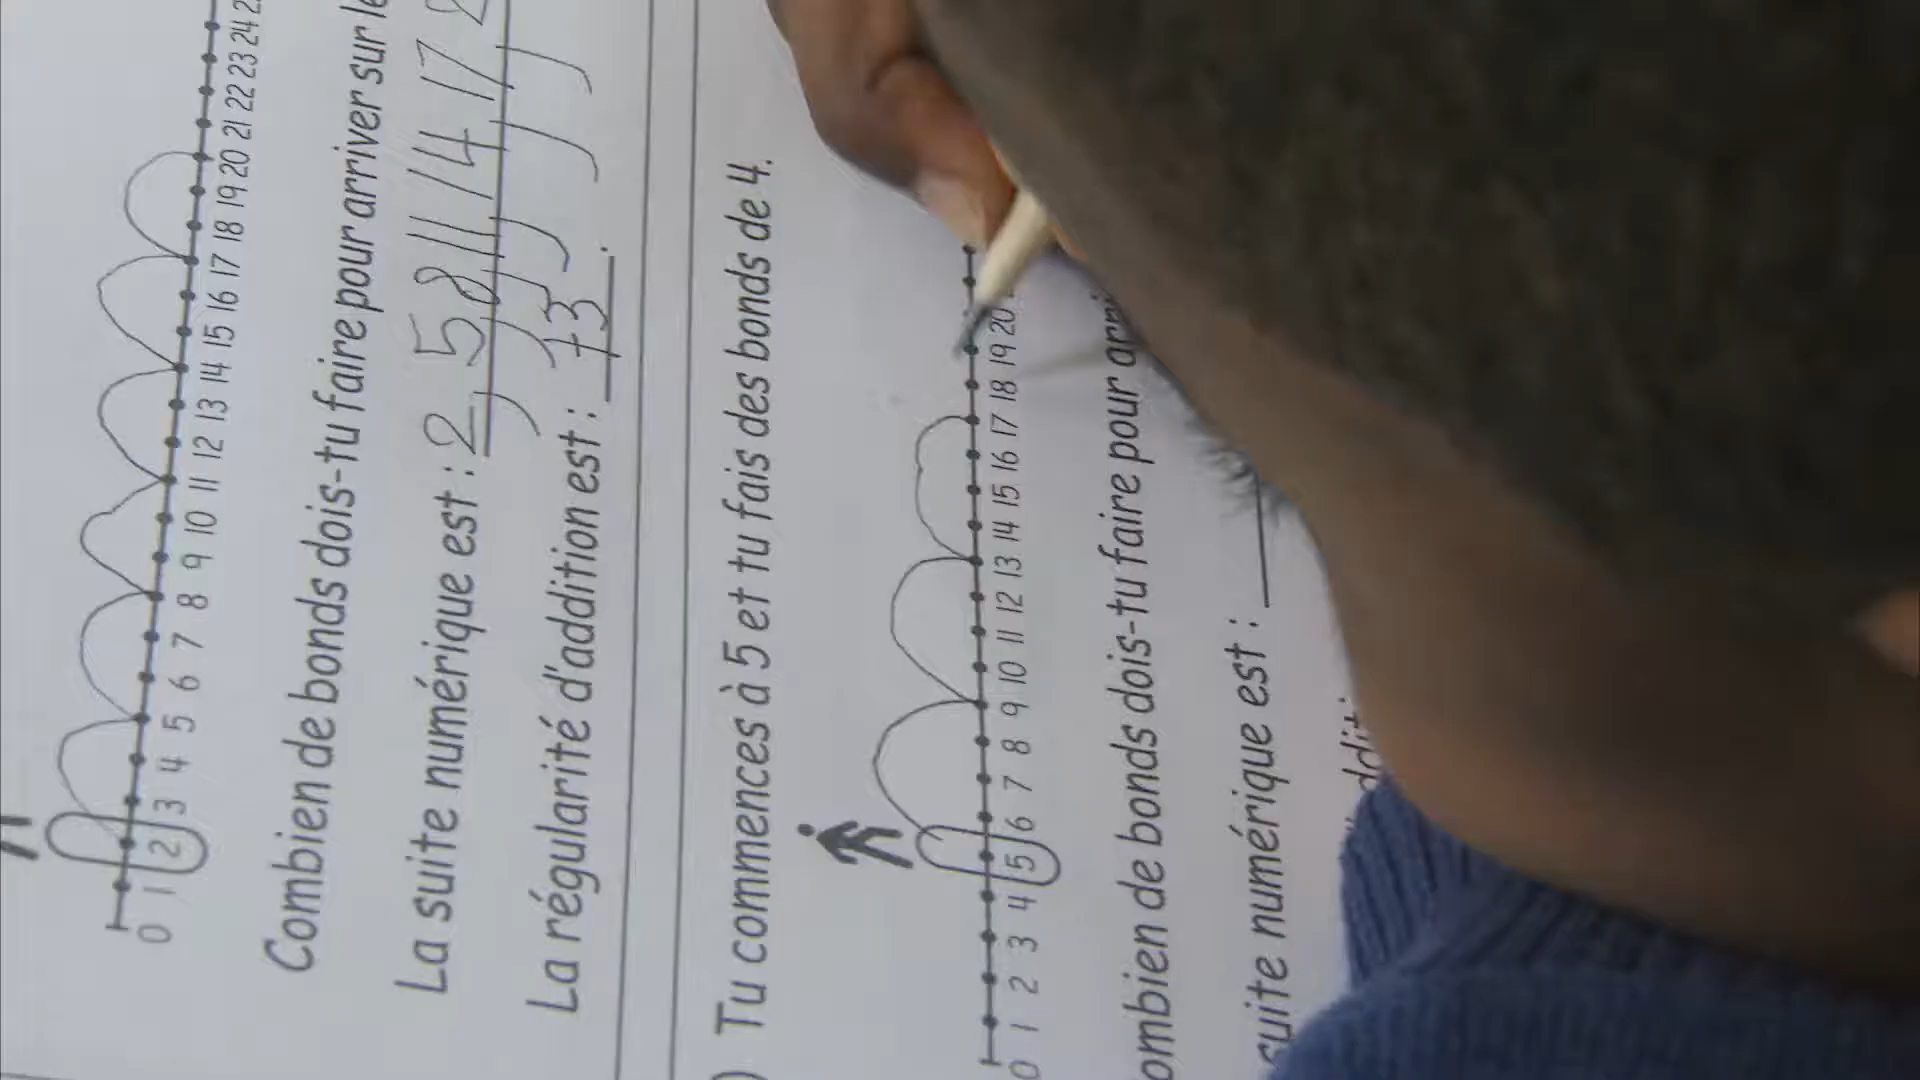 0 1 2 3 4 5 6 7 8 9 10 11 12 13 14 15 16 17 18 19 20 21 22 23 24
Combien de bonds dois-tu faire pour arriver sur
La suite numérique est : 2, 5, 8, 11, 14, 17
La régularité d'addition est : +3.
) Tu commences à 5 et tu fais des bonds de 4.
0 1 2 3 4 5 6 7 8 9 10 11 12 13 14 15 16 17 18 19 20
ombien de bonds dois-tu faire pour arri
suite numérique est :